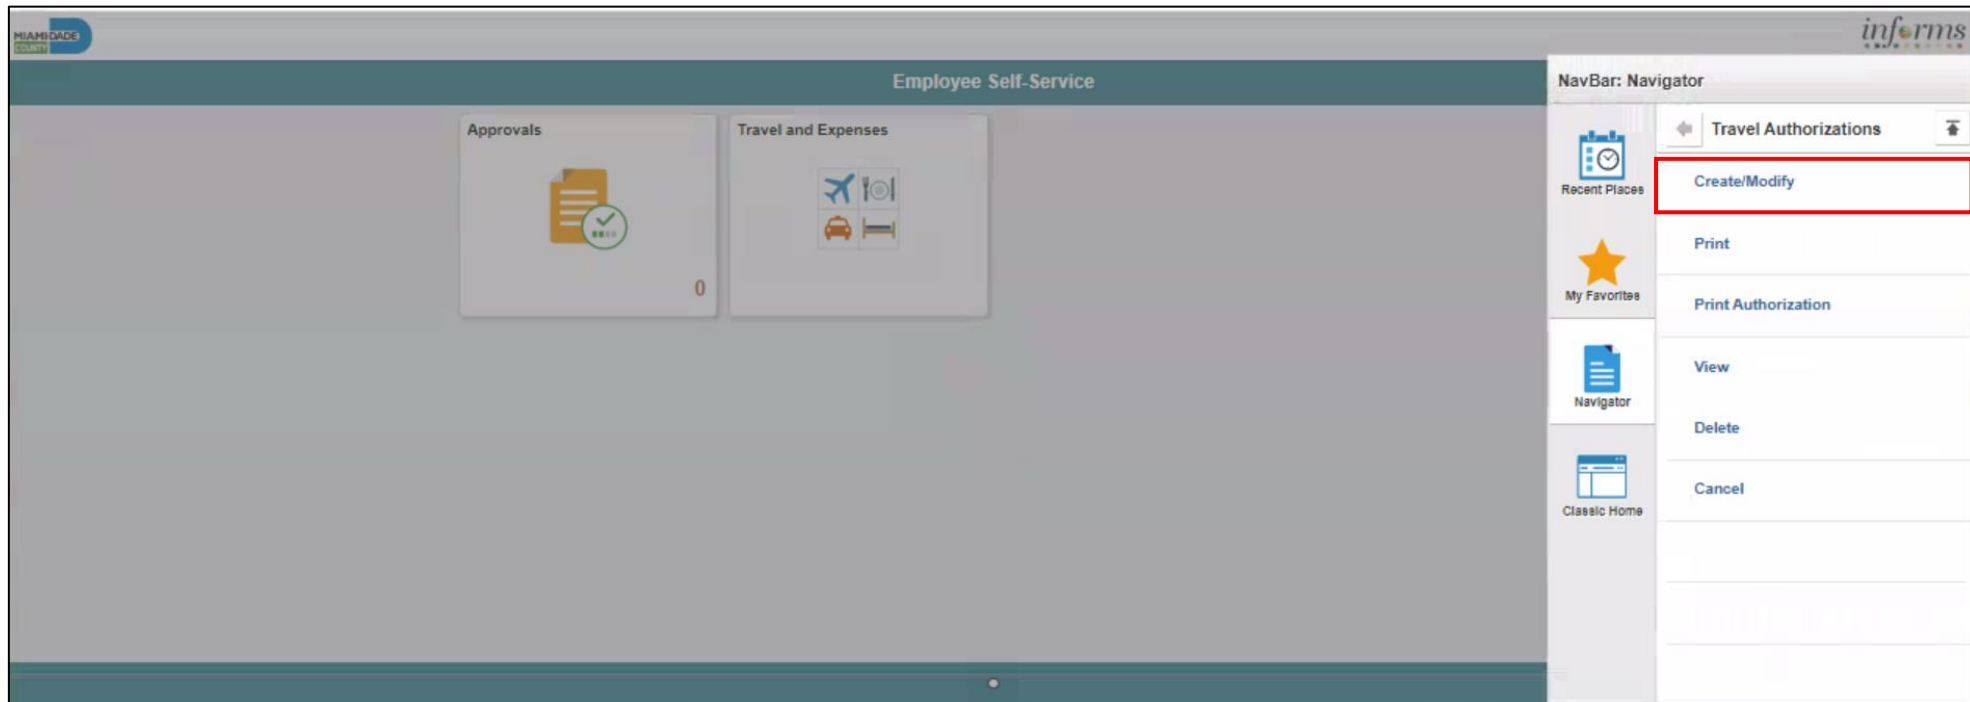 MIAMI-DADE
COUNTY
informs
Employee Self-Service
Approvals
0
Travel and Expenses
NavBar: Navigator
Recent Places
My Favorites
Navigator
Classic Home
Travel Authorizations
Create/Modify
Print
Print Authorization
View
Delete
Cancel